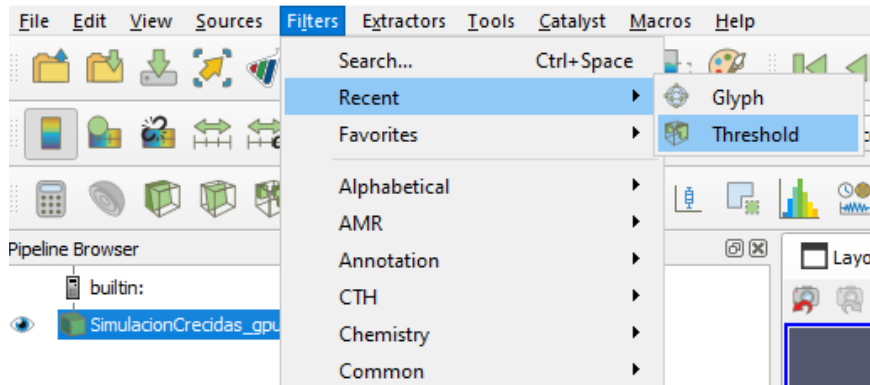 File Edit View Sources Filters Extractors Tools Catalyst Macros Help
Search... Ctrl+Space
Recent
Glyph
Favorites
Threshold
Alphabetical
AMR
Pipeline Browser
Annotation
builtin:
CTH
SimulacionCrecidas_gpu
Chemistry
Common